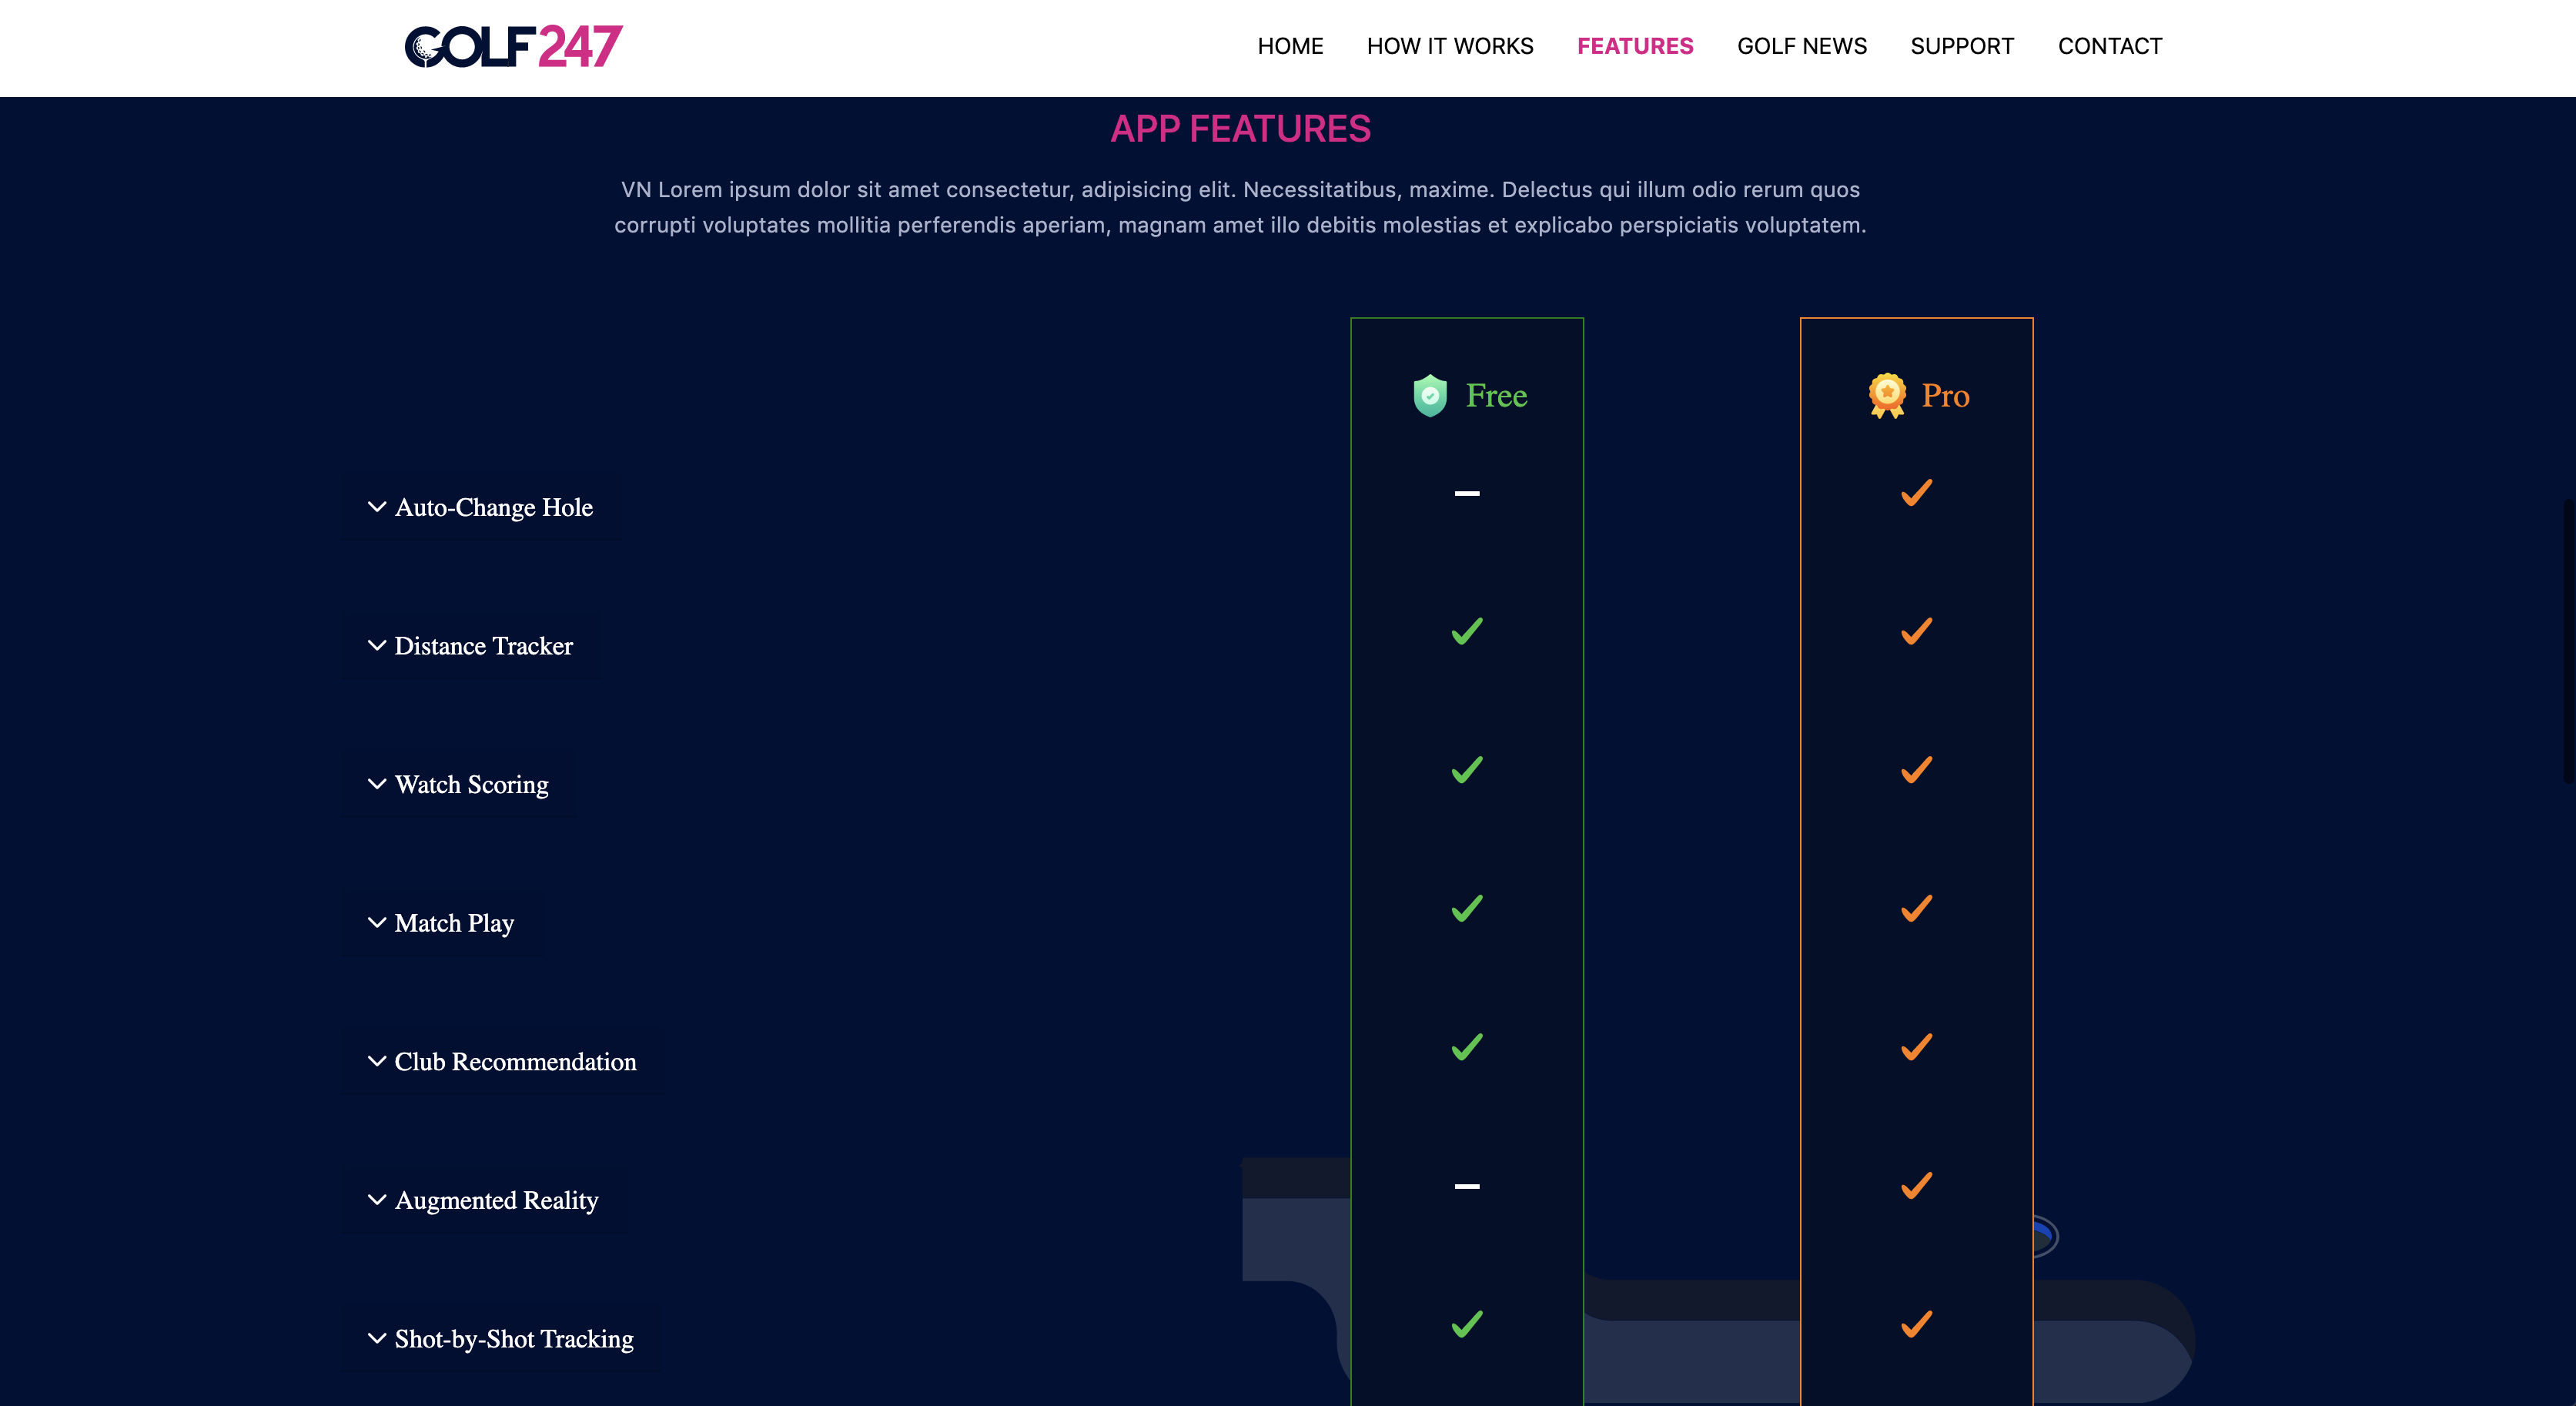 GOLF247
HOME HOW IT WORKS FEATURES GOLF NEWS SUPPORT CONTACT
APP FEATURES
VN Lorem ipsum dolor sit amet consectetur, adipisicing elit. Necessitatibus, maxime. Delectus qui illum odio rerum quos
corrupti voluptates mollitia perferendis aperiam, magnam amet illo debitis molestias et explicabo perspiciatis voluptatem.
Free Pro
Auto-Change Hole
Distance Tracker
Watch Scoring
Match Play
Club Recommendation
Augmented Reality
Shot-by-Shot Tracking